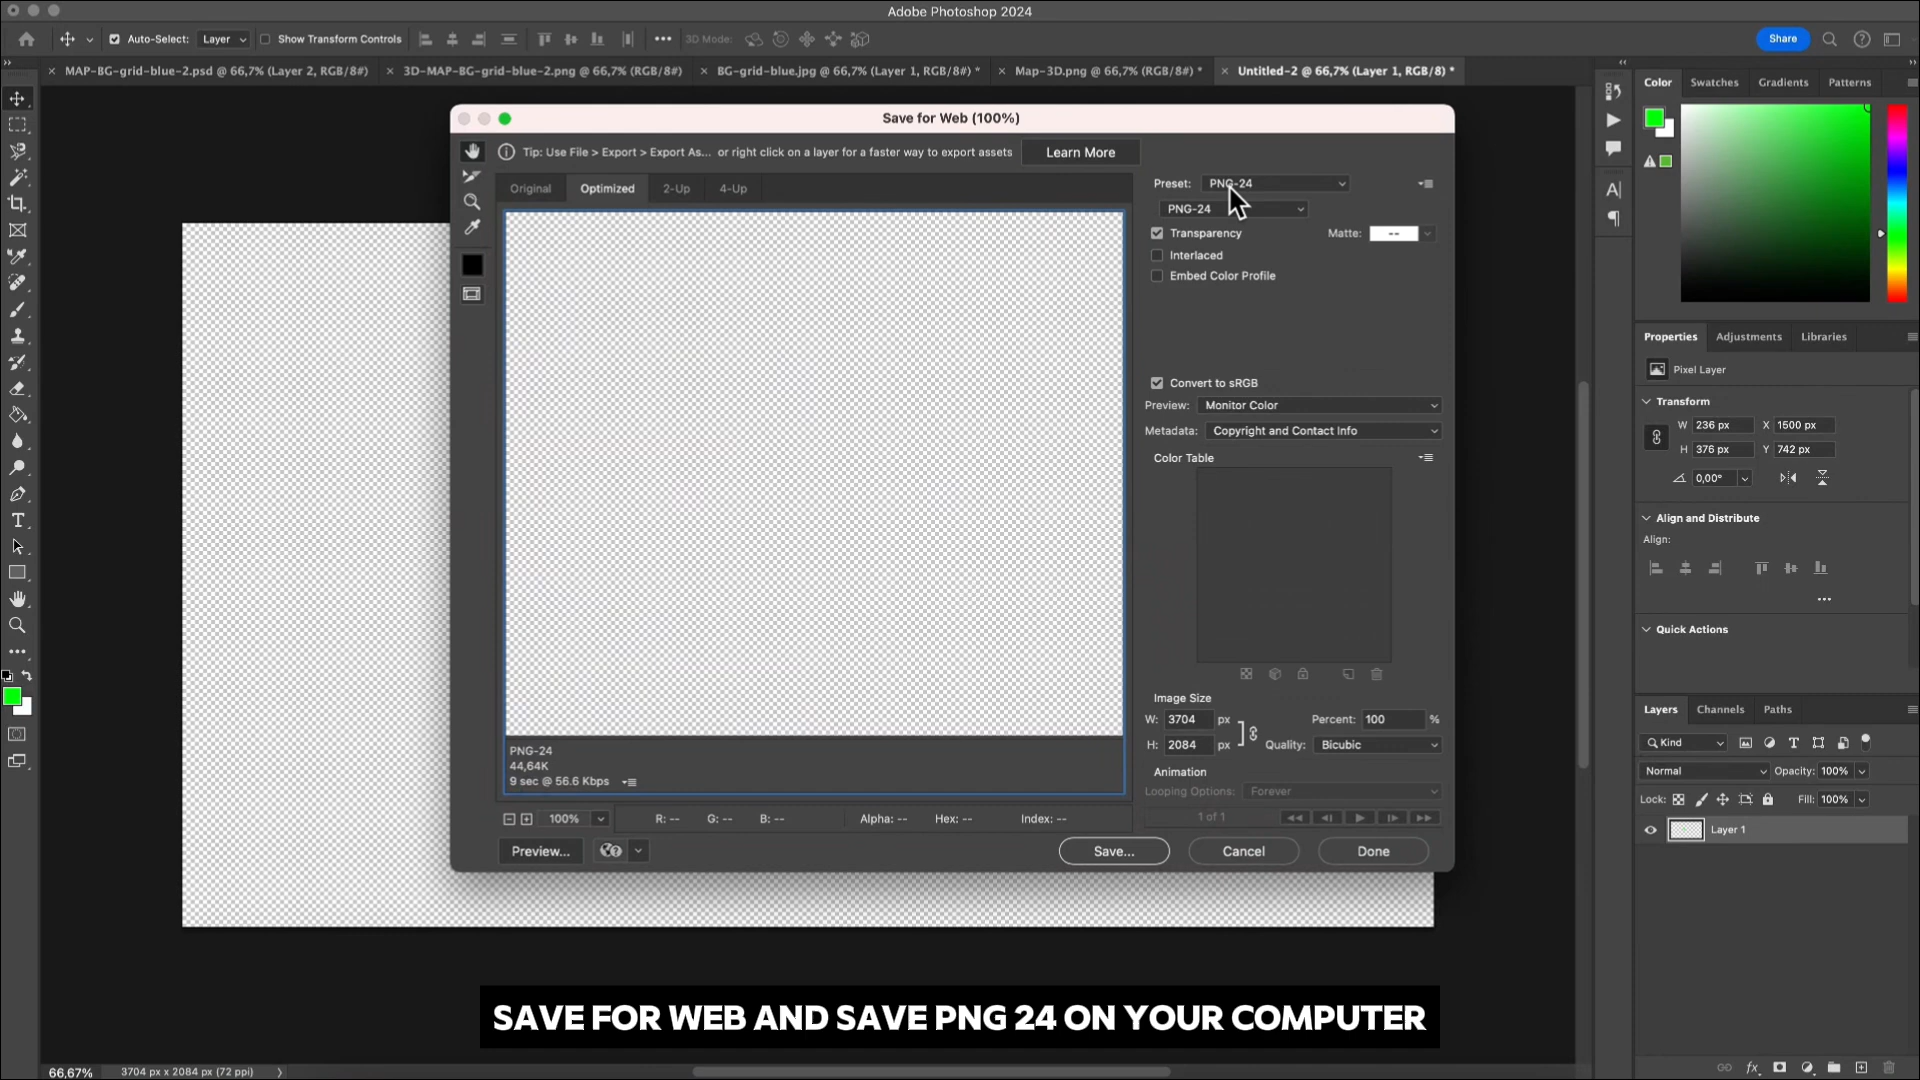 Adobe Photoshop 2024
Auto-Select: Layer Show Transform Controls 3D Mode: Share
MAP-BG-grid-blue-2.psd @ 66,7% (Layer 2, RGB/8#) 3D-MAP-BG-grid-blue-2.png @ 66,7% (RGB/8#) BG-grid-blue.jpg @ 66,7% (Layer 1, RGB/8#) * Map-3D.png @ 66,7% (RGB/8#) * Untitled-2 @ 66,7% (Layer 1, RGB/8) *
Color Swatches Gradients Patterns
Save for Web (100%)
Tip: Use File > Export > Export As... or right click on a layer for a faster way to export assets Learn More
Original Optimized 2-Up 4-Up
Preset: PNG-24
PNG-24
Transparency Matte: --
Interlaced
Embed Color Profile
Convert to sRGB
Preview: Monitor Color
Metadata: Copyright and Contact Info
Color Table
Image Size
W: 3704 px Percent: 100 %
H: 2084 px Quality: Bicubic
Animation
Looping Options: Forever
1 of 1
PNG-24
44,64K
9 sec @ 56.6 Kbps
100% R: -- G: -- B: -- Alpha: -- Hex: -- Index: --
Preview... Save... Cancel Done
Properties Adjustments Libraries
Pixel Layer
Transform
W 236 px X 1500 px
H 376 px Y 742 px
0,00°
Align and Distribute
Align:
Quick Actions
Layers Channels Paths
Kind
Normal Opacity: 100%
Lock: Fill: 100%
Layer 1
SAVE FOR WEB AND SAVE PNG 24 ON YOUR COMPUTER
66,67% 3704 px x 2084 px (72 ppi)